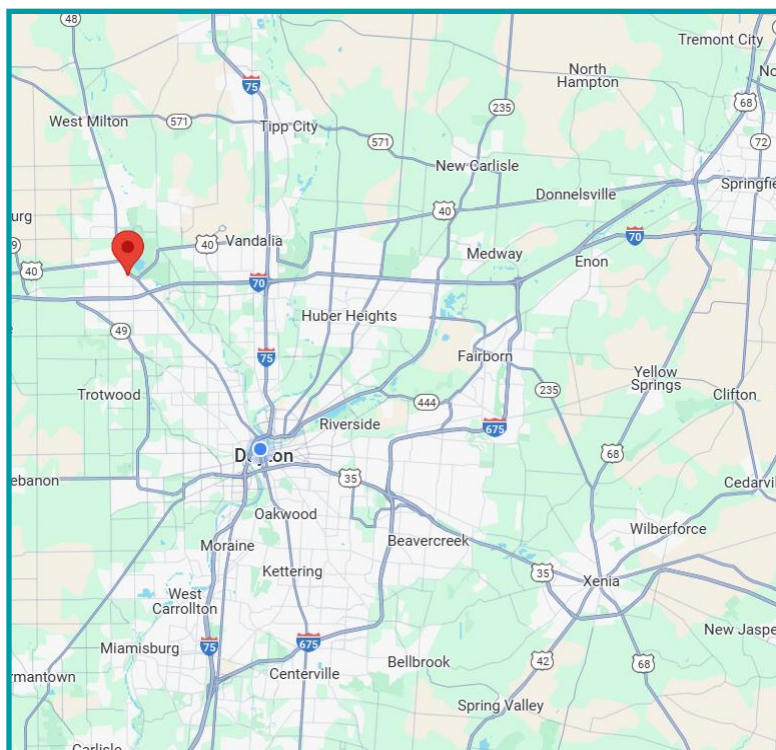 48
Tremont City
75
North
Hampton
No
235
68
West Milton
571
Tipp City
571
72
New Carlisle
Springfie
Donnelsville
40
urg
9
40
Vandalia
70
Medway
Enon
40
70
Huber Heights
49
75
Fairborn
Yellow
Springs
Trotwood
235
Clifton
444
Riverside
675
Dayton
68
ebanon
35
Cedarvil
Oakwood
Wilberforce
Moraine
Beavercreek
Kettering
35
Xenia
West
Carrollton
New Jaspe
Miamisburg
75
675
Bellbrook
42
68
rmantown
Centerville
Spring Valley
Carlisle